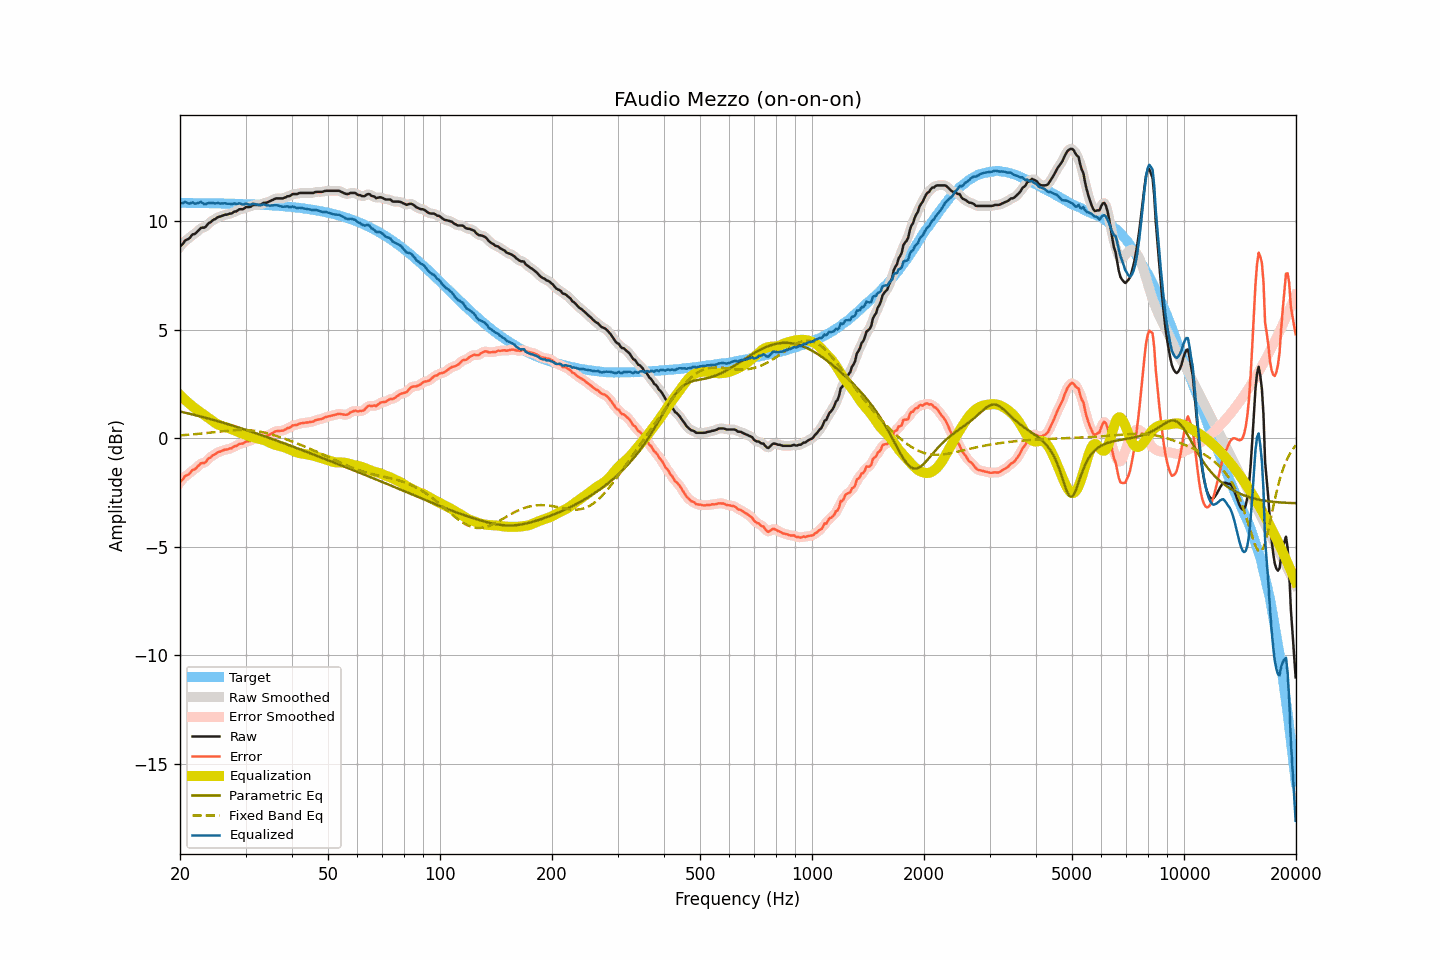 FAudio Mezzo (on-on-on)
Amplitude (dBr)
10
5
0
−5
−10
−15
Target
Raw Smoothed
Error Smoothed
Raw
Error
Equalization
Parametric Eq
Fixed Band Eq
Equalized
20 50 100 200 500 1000 2000 5000 10000 20000
Frequency (Hz)